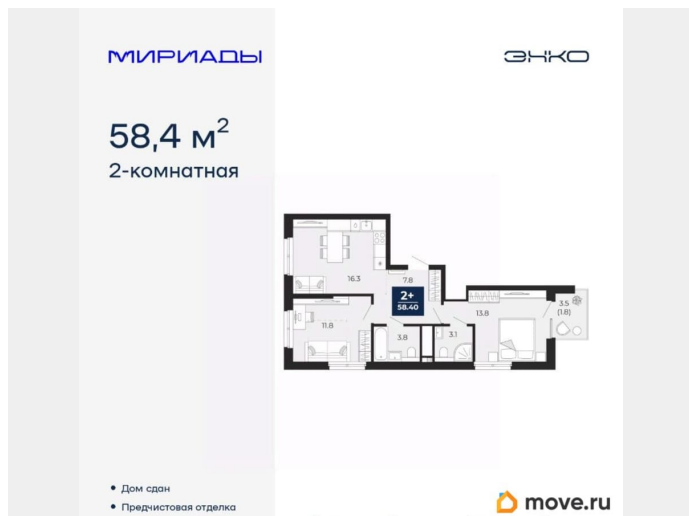 МИРИАДЫ
ЭНКО
58,4 м²
2-комнатная
16.3
7.8
2+
58.40
11.8
3.8
3.1
13.8
3.5
(1.8)
• Дом сдан
• Предчистовая отделка
move.ru